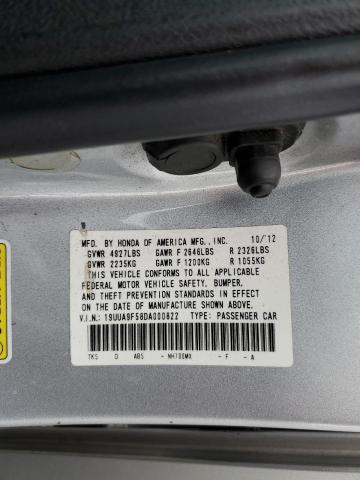 MFD. BY HONDA OF AMERICA MFG., INC. 10/12
GVWR 4927LBS GAWR F 2646LBS R 2326LBS
GVWR 2235KG GAWR F 1200KG R 1055KG
THIS VEHICLE CONFORMS TO ALL APPLICABLE
FEDERAL MOTOR VEHICLE SAFETY, BUMPER,
AND THEFT PREVENTION STANDARDS IN EFFECT
ON THE DATE OF MANUFACTURE SHOWN ABOVE.
V.I.N.: 19UUA9F58DA000822 TYPE: PASSENGER CAR
TK5 D AB5 - NH700MX - F - A